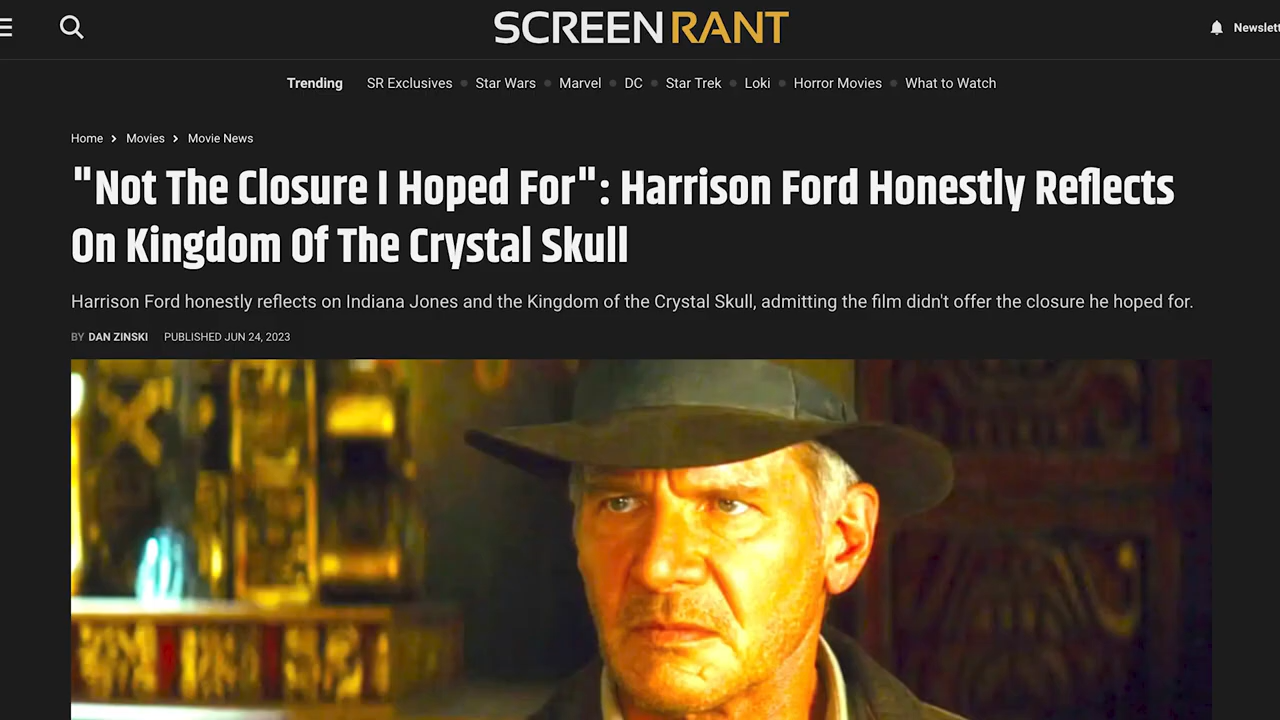 SCREENRANT
Newslett
Trending SR Exclusives Star Wars Marvel DC Star Trek Loki Horror Movies What to Watch
Home > Movies > Movie News
"Not The Closure I Hoped For": Harrison Ford Honestly Reflects
On Kingdom Of The Crystal Skull
Harrison Ford honestly reflects on Indiana Jones and the Kingdom of the Crystal Skull, admitting the film didn't offer the closure he hoped for.
BY DAN ZINSKI PUBLISHED JUN 24, 2023